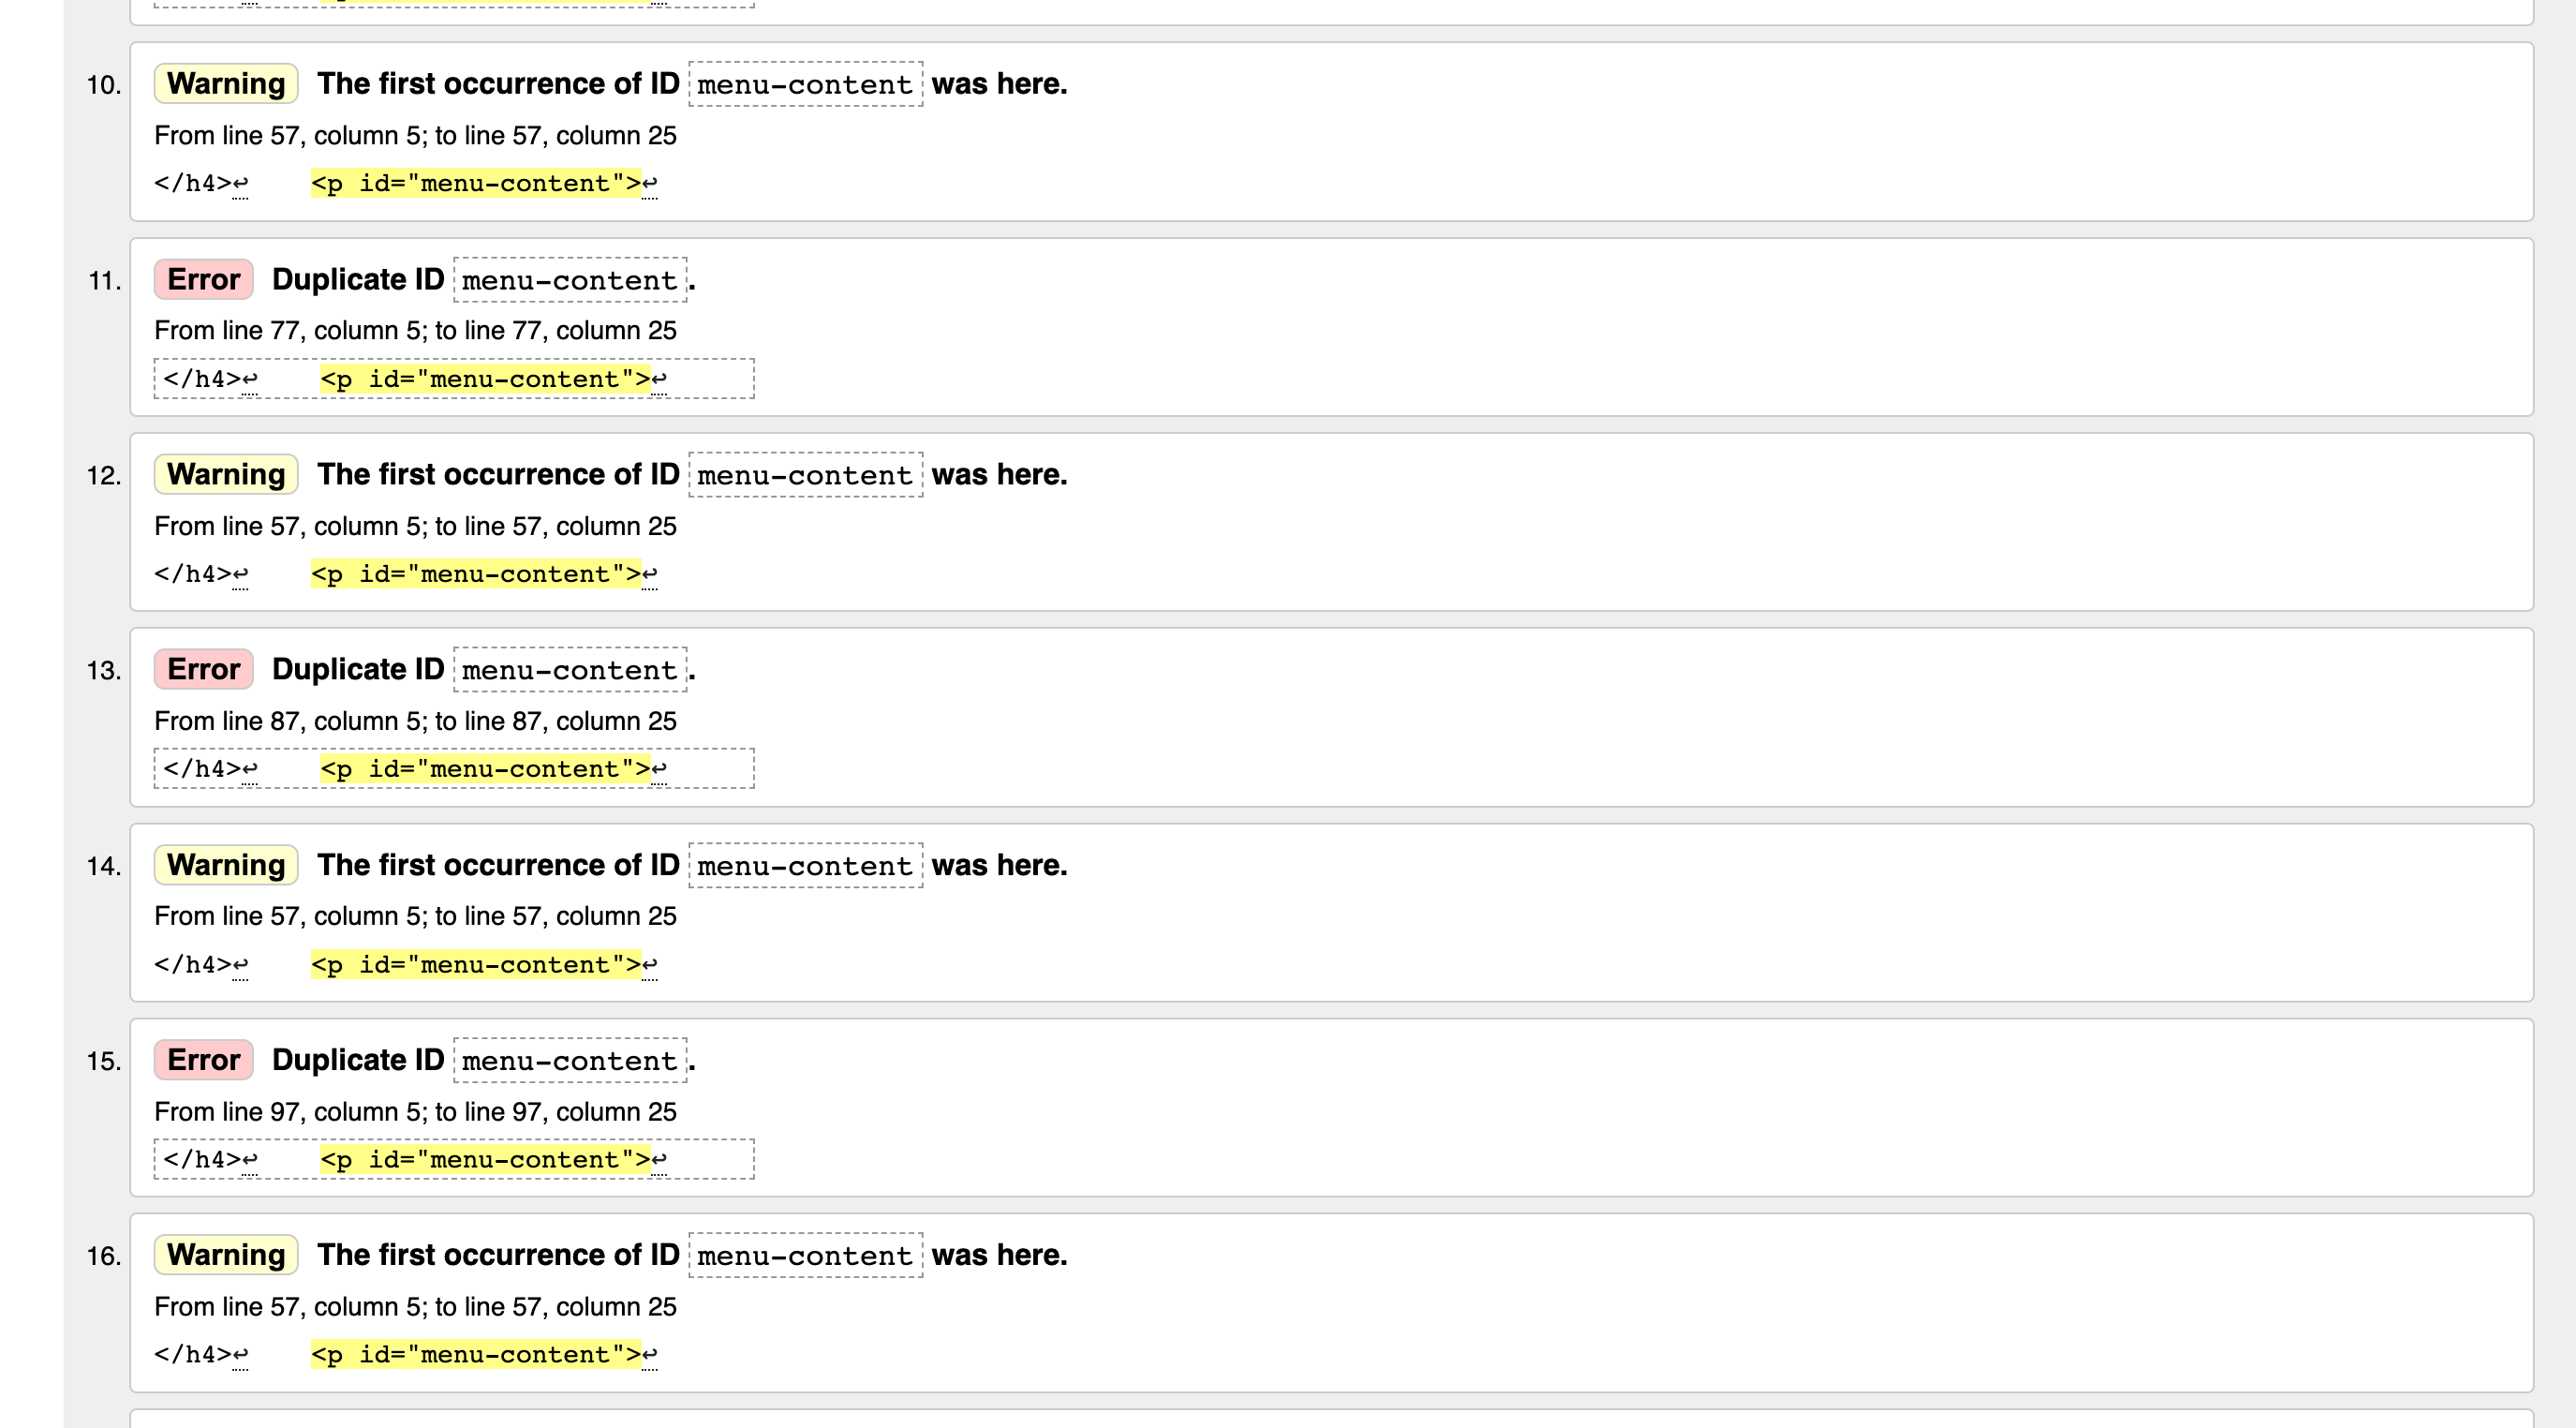 10. Warning The first occurrence of ID menu-content was here.
From line 57, column 5; to line 57, column 25
</h4>↩    <p id="menu-content">↩
11. Error Duplicate ID menu-content.
From line 77, column 5; to line 77, column 25
</h4>↩    <p id="menu-content">↩
12. Warning The first occurrence of ID menu-content was here.
From line 57, column 5; to line 57, column 25
</h4>↩    <p id="menu-content">↩
13. Error Duplicate ID menu-content.
From line 87, column 5; to line 87, column 25
</h4>↩    <p id="menu-content">↩
14. Warning The first occurrence of ID menu-content was here.
From line 57, column 5; to line 57, column 25
</h4>↩    <p id="menu-content">↩
15. Error Duplicate ID menu-content.
From line 97, column 5; to line 97, column 25
</h4>↩    <p id="menu-content">↩
16. Warning The first occurrence of ID menu-content was here.
From line 57, column 5; to line 57, column 25
</h4>↩    <p id="menu-content">↩